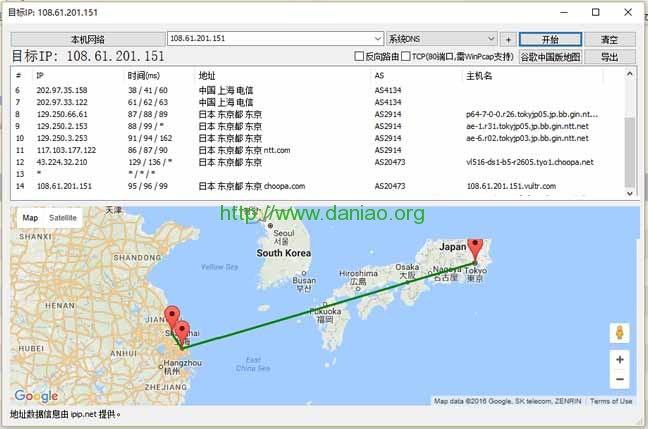 目标IP: 108.61.201.151
本机网络 108.61.201.151 系统DNS + 开始 清空
目标IP: 108.61.201.151 反向路由 TCP(80端口,需WinPcap支持) 谷歌中国版地图 导出
# IP 时间(ms) 地址 AS 主机名
6 202.97.35.158 38 / 41 / 60 中国 上海 电信 AS4134
7 202.97.33.122 61 / 62 / 63 中国 上海 电信 AS4134
8 129.250.66.61 87 / 88 / 89 日本 东京都 东京 AS2914 p64-7-0-0.r26.tokyjp05.jp.bb.gin.nt...
9 129.250.2.153 88 / 99 / * 日本 东京都 东京 AS2914 ae-1.r31.tokyjp05.jp.bb.gin.ntt.net
10 129.250.3.253 91 / 94 / 162 日本 东京都 东京 AS2914 ae-6.r02.tokyjp03.jp.bb.gin.ntt.net
11 117.103.177.122 86 / 87 / 90 日本 东京都 东京 ntt.com AS2914
12 43.224.32.210 129 / 136 / * 日本 东京都 东京 AS20473 vl516-ds1-b5-r2605.tyo1.choopa.net
13 * * / * / *
14 108.61.201.151 95 / 96 / 99 日本 东京都 东京 choopa.com AS20473 108.61.201.151.vultr.com
Map Satellite
天津
http://www.daniao.org
SHANXI
SHANDONG
HENAN
JIANG
HUBEI
ANHUI
Hangzhou
杭州
ZHEJIANG
上海
Yellow Sea
East
China Sea
Seoul
서울
South Korea
Busan
부산
Fukuoka
福岡
Hiroshima
広島
Osaka
大阪
Nagoya
名古屋
Japan
Tokyo
東京
+
−
Google
Map data ©2016 Google, SK telecom, ZENRIN Terms of Use
地址数据信息由 ipip.net 提供。